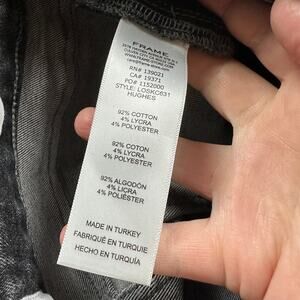 FRAME
RN# 139021
CA# 19371
PO# 1152000
STYLE: LOSKC631
HUGHES
92% COTTON
4% LYCRA
4% POLYESTER
92% COTON
4% LYCRA
4% POLYESTER
92% ALGODÓN
4% LICRA
4% POLIÉSTER
MADE IN TURKEY
FABRIQUÉ EN TURQUIE
HECHO EN TURQUÍA